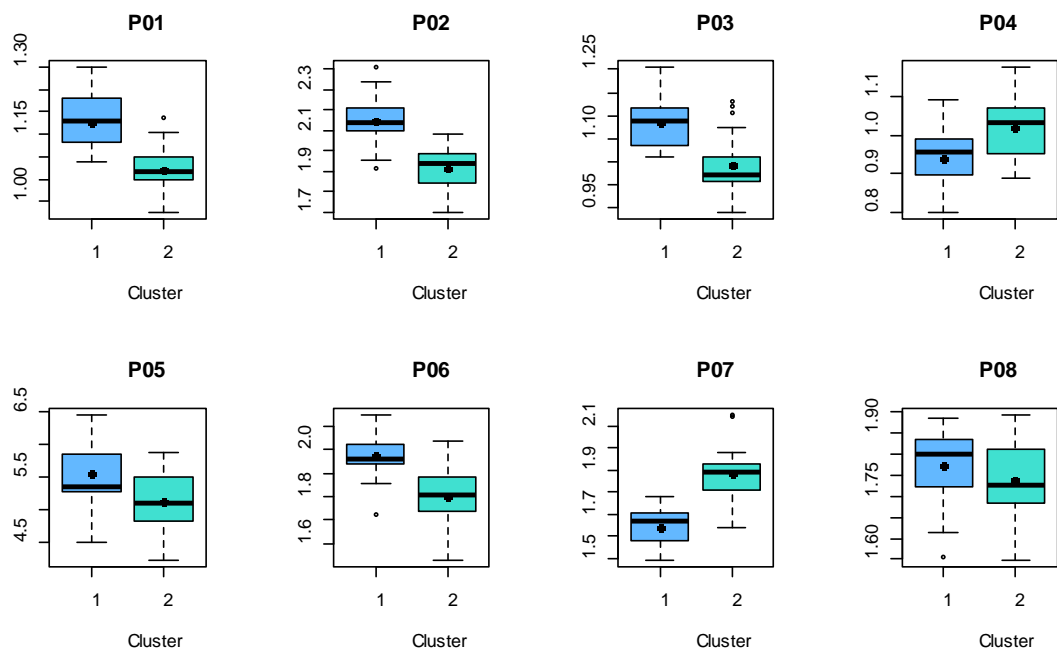 P01 P02 P03 P04
1.00 1.15 1.30
1.7 1.9 2.1 2.3
0.95 1.10 1.25
0.8 0.9 1.0 1.1
1 2 1 2 1 2 1 2
Cluster Cluster Cluster Cluster
P05 P06 P07 P08
4.5 5.5 6.5
1.6 1.8 2.0
1.5 1.7 1.9 2.1
1.60 1.75 1.90
1 2 1 2 1 2 1 2
Cluster Cluster Cluster Cluster